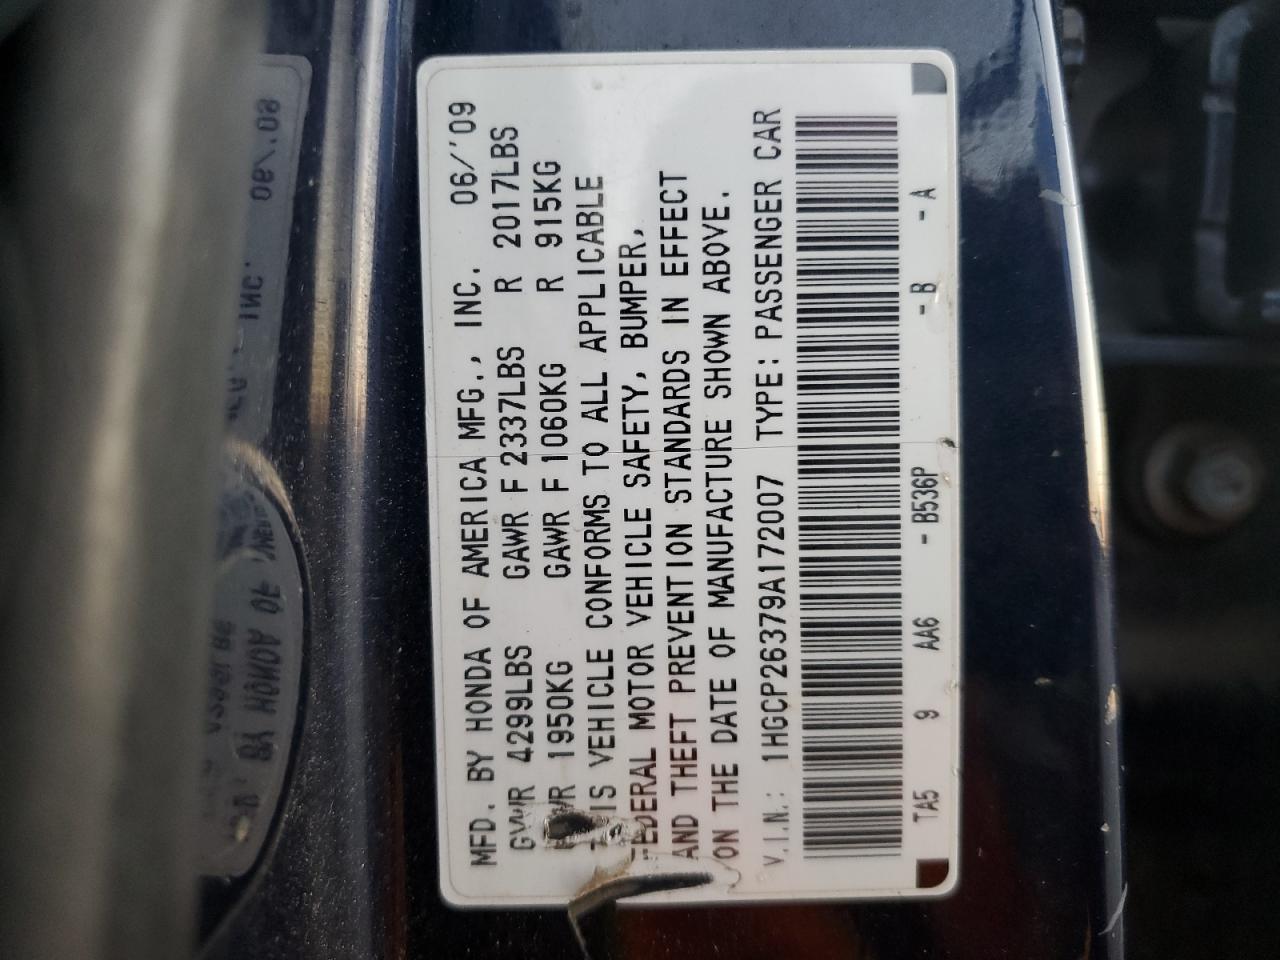 MFD. BY HONDA OF AMERICA MFG., INC. 06/'09
GVWR 4299LBS GAWR F 2337LBS R 2017LBS
1950KG GAWR F 1060KG R 915KG
THIS VEHICLE CONFORMS TO ALL APPLICABLE
FEDERAL MOTOR VEHICLE SAFETY, BUMPER,
AND THEFT PREVENTION STANDARDS IN EFFECT
ON THE DATE OF MANUFACTURE SHOWN ABOVE.
V.I.N.: 1HGCP26379A172007 TYPE: PASSENGER CAR
TA5 9 AA6 - B536P - B - A